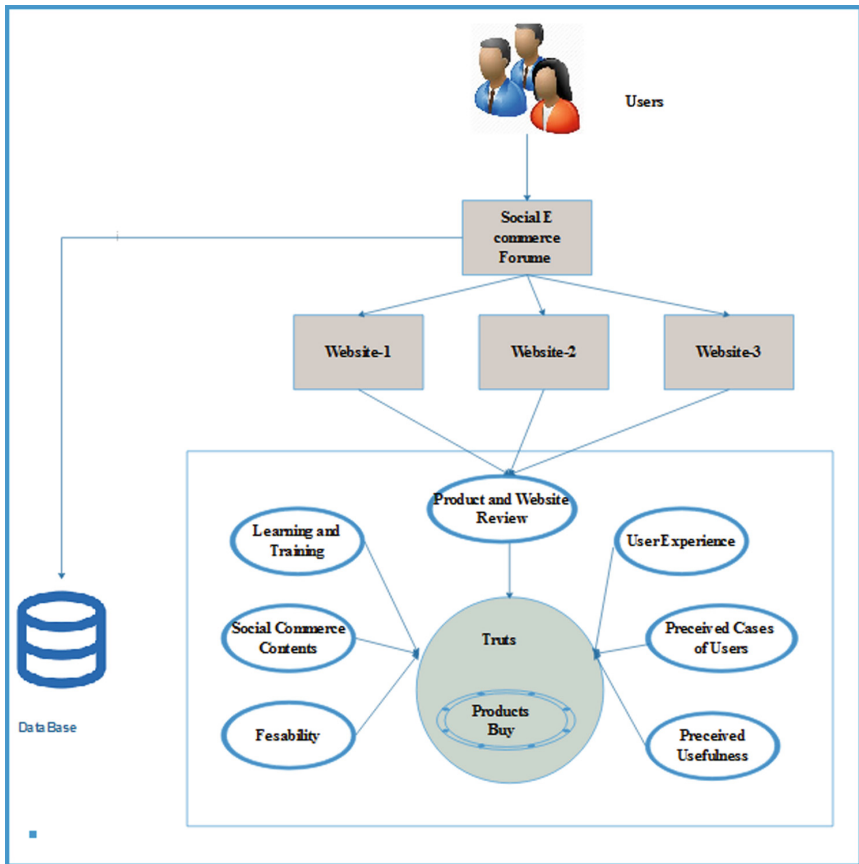 Users
Social E
commerce
Forume
Website-1
Website-2
Website-3
Product and Website
Review
Learning and
Training
User Experience
Social Commerce
Contents
Truts
Preceived Cases
of Users
Fesability
Products
Buy
Preceived
Usefulness
DataBase